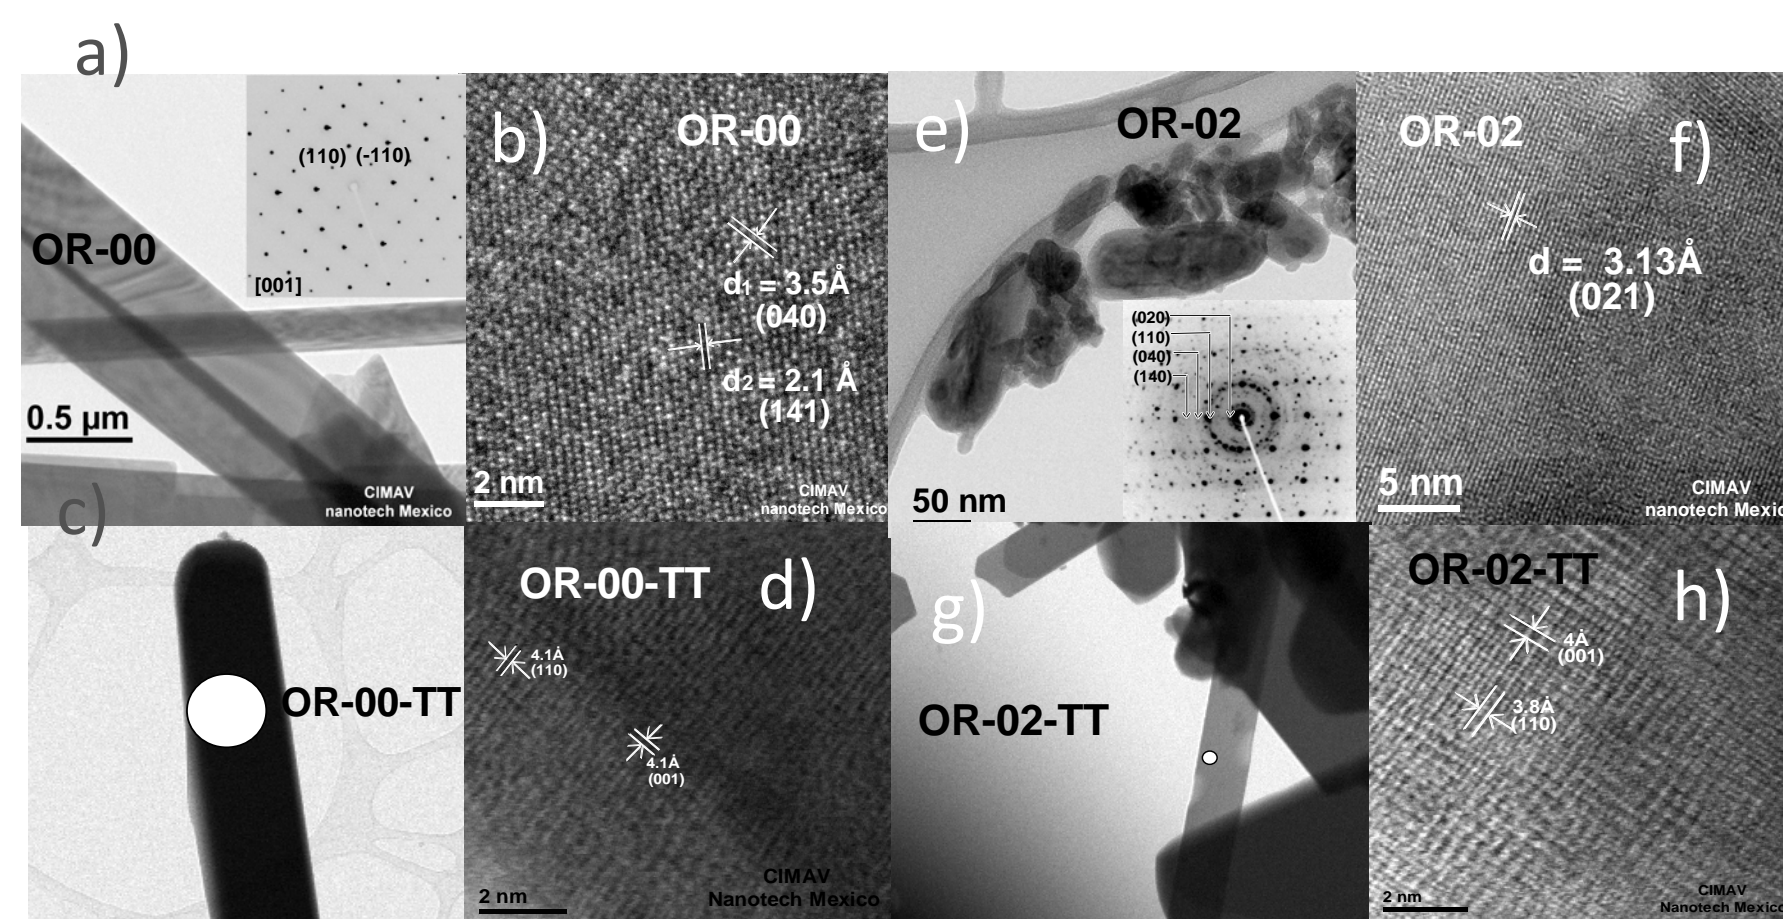 a)
(110) (-110)
OR-00
[001]
0.5 µm
CIMAV
nanotech Mexico
b)
OR-00
d1 = 3.5Å
(040)
d2 = 2.1 Å
(141)
2 nm
CIMAV
nanotech Mexico
e)
OR-02
(020)
(110)
(040)
(140)
50 nm
OR-02
f)
d = 3.13Å
(021)
5 nm
CIMAV
nanotech Mexic
c)
OR-00-TT
OR-00-TT
d)
4.1Å
(110)
4.1Å
(001)
2 nm
CIMAV
Nanotech Mexico
g)
OR-02-TT
OR-02-TT
h)
4Å
(001)
3.8Å
(110)
2 nm
CIMAV
Nanotech Mexic